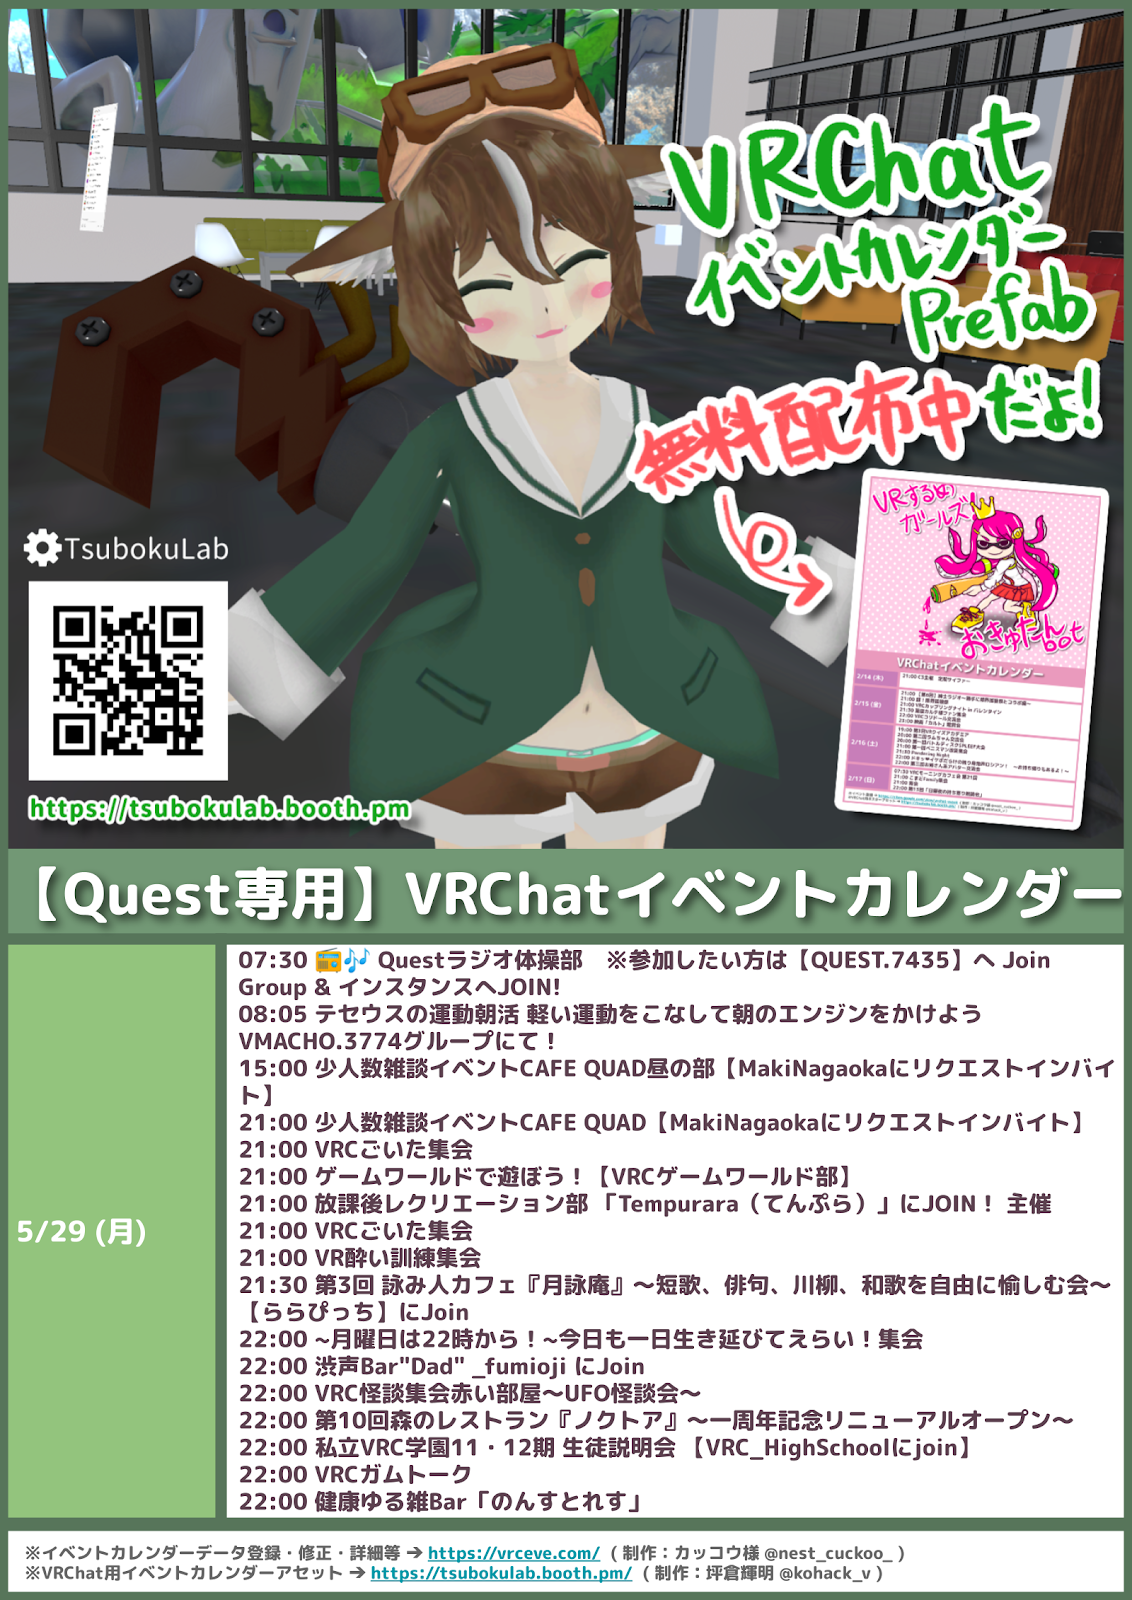 VRChat
イベントカレンダー
Prefab
無料配布中だよ!
TsubokuLab
https://tsubokulab.booth.pm
VRするめ
ガールズ
おきゅたん
bot
VRChatイベントカレンダー
2/14 (木)
2/15 (金)
2/16 (土)
2/17 (日)
【Quest専用】VRChatイベントカレンダー
5/29 (月)
07:30 📻🎶 Questラジオ体操部　※参加したい方は【QUEST.7435】へ Join
Group & インスタンスへJOIN!
08:05 テセウスの運動朝活 軽い運動をこなして朝のエンジンをかけよう
VMACHO.3774グループにて！
15:00 少人数雑談イベントCAFE QUAD昼の部【MakiNagaokaにリクエストインバイ
ト】
21:00 少人数雑談イベントCAFE QUAD【MakiNagaokaにリクエストインバイト】
21:00 VRCごいた集会
21:00 ゲームワールドで遊ぼう！【VRCゲームワールド部】
21:00 放課後レクリエーション部 「Tempurara（てんぷら）」にJOIN！ 主催
21:00 VRCごいた集会
21:00 VR酔い訓練集会
21:30 第3回 詠み人カフェ『月詠庵』～短歌、俳句、川柳、和歌を自由に愉しむ会～
【ららぴっち】にJoin
22:00 ~月曜日は22時から！~今日も一日生き延びてえらい！集会
22:00 渋声Bar"Dad" _fumioji にJoin
22:00 VRC怪談集会赤い部屋～UFO怪談会～
22:00 第10回森のレストラン『ノクトア』～一周年記念リニューアルオープン～
22:00 私立VRC学園11・12期 生徒説明会 【VRC_HighSchoolにjoin】
22:00 VRCガムトーク
22:00 健康ゆる雑Bar「のんすとれす」
※イベントカレンダーデータ登録・修正・詳細等 → https://vrceve.com/ （制作：カッコウ様 @nest_cuckoo_ ）
※VRChat用イベントカレンダーアセット → https://tsubokulab.booth.pm/ （制作：坪倉輝明 @kohack_v ）